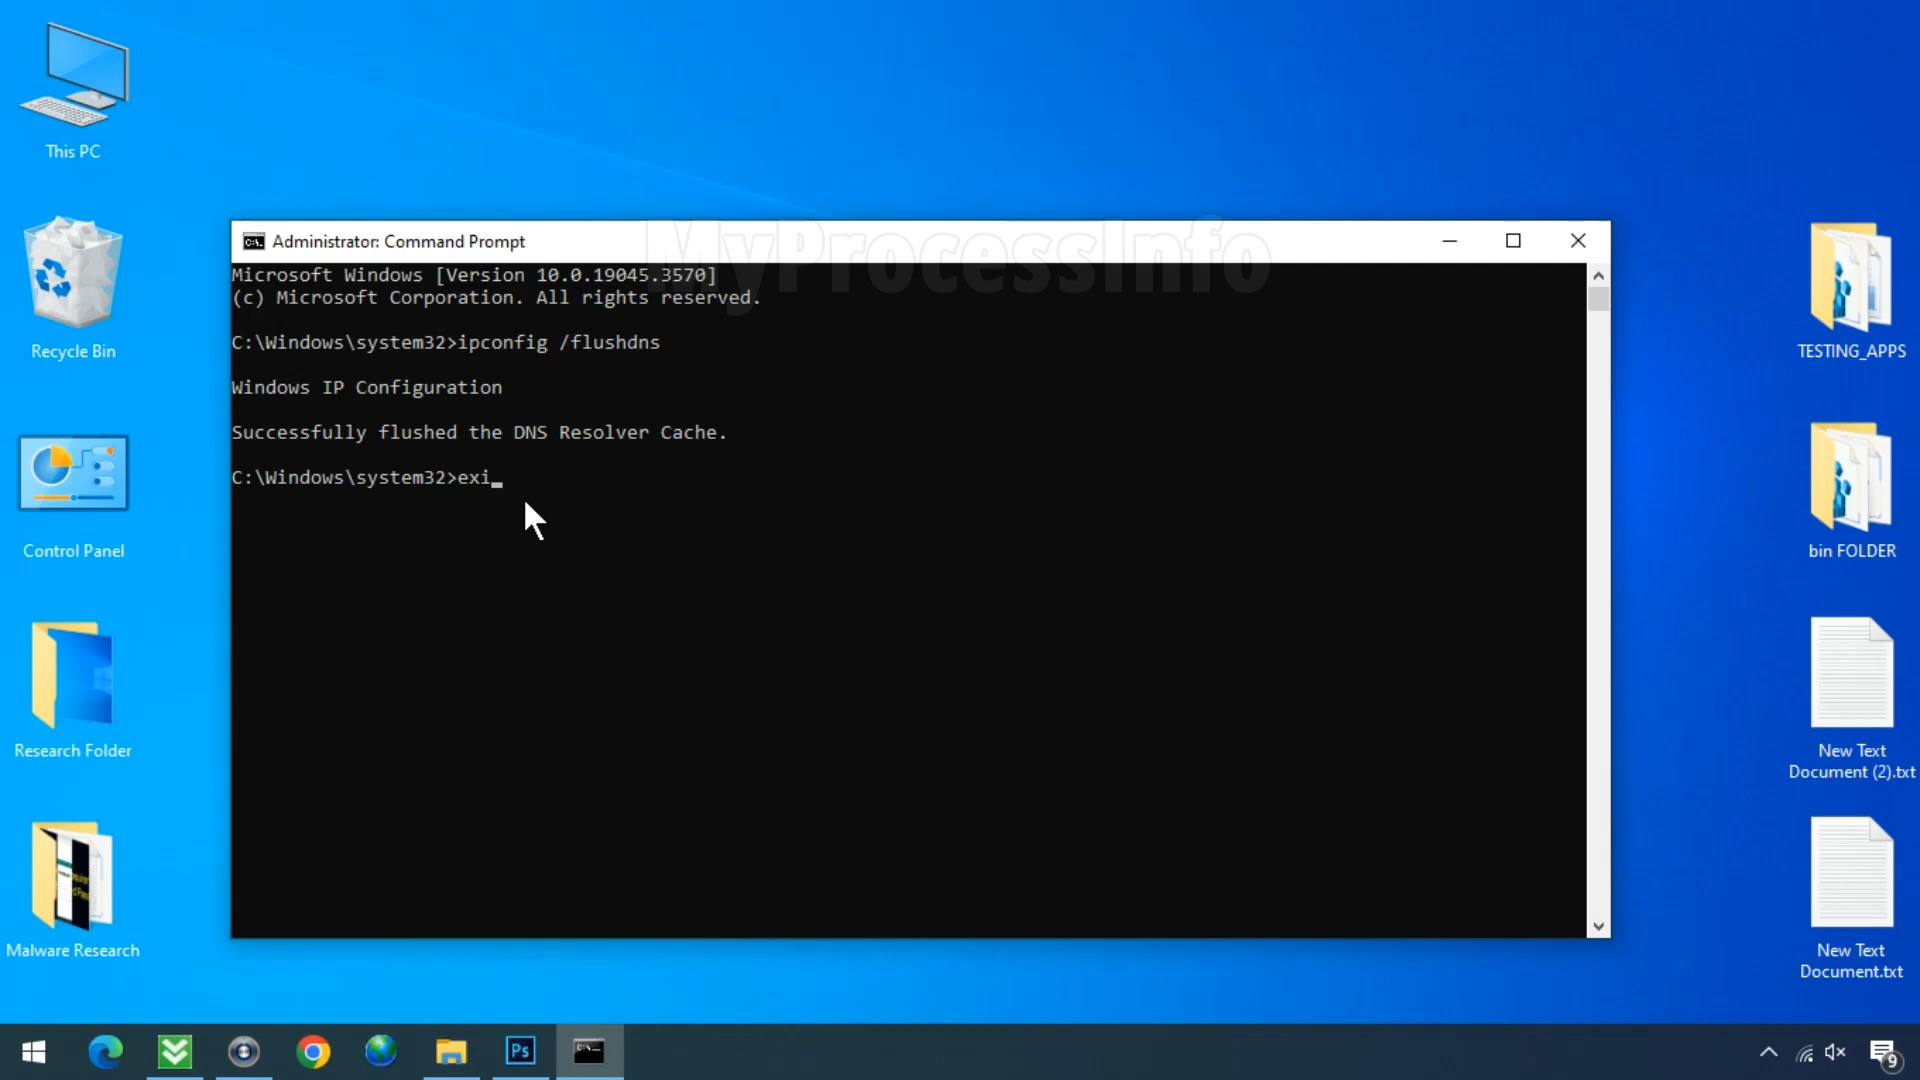 This PC
Recycle Bin
Control Panel
Research Folder
Malware Research
MyProcessInfo
Administrator: Command Prompt
Microsoft Windows [Version 10.0.19045.3570]
(c) Microsoft Corporation. All rights reserved.
C:\Windows\system32>ipconfig /flushdns
Windows IP Configuration
Successfully flushed the DNS Resolver Cache.
C:\Windows\system32>exi_
TESTING_APPS
bin FOLDER
New Text
Document (2).txt
New Text
Document.txt
Ps
9